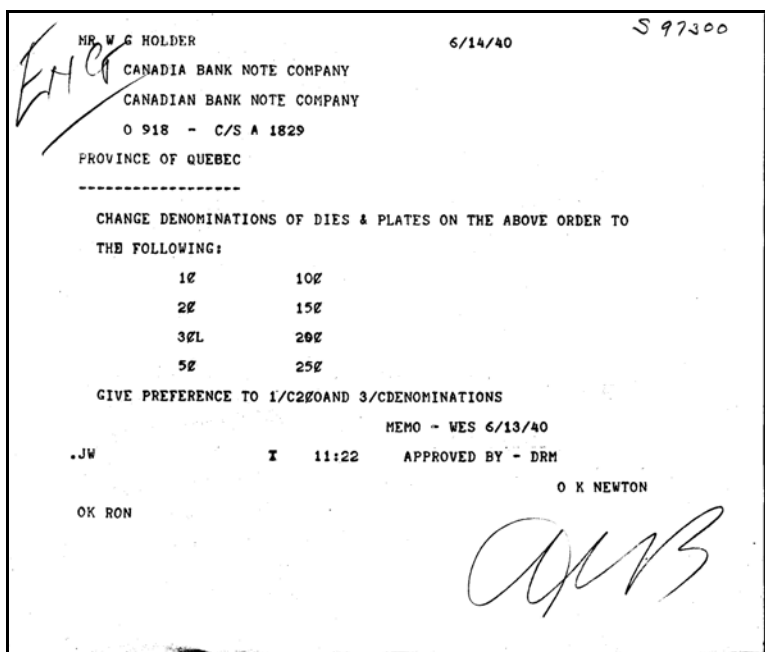 S 97300
MR W G HOLDER 6/14/40
ENG
CANADIA BANK NOTE COMPANY
CANADIAN BANK NOTE COMPANY
O 918 - C/S A 1829
PROVINCE OF QUEBEC
------------------
CHANGE DENOMINATIONS OF DIES & PLATES ON THE ABOVE ORDER TO
THE FOLLOWING:
1¢ 10¢
2¢ 15¢
3¢L 20¢
5¢ 25¢
GIVE PREFERENCE TO 1/C2¢OAND 3/CDENOMINATIONS
MEMO - WES 6/13/40
.JW T 11:22 APPROVED BY - DRM
O K NEWTON
OK RON